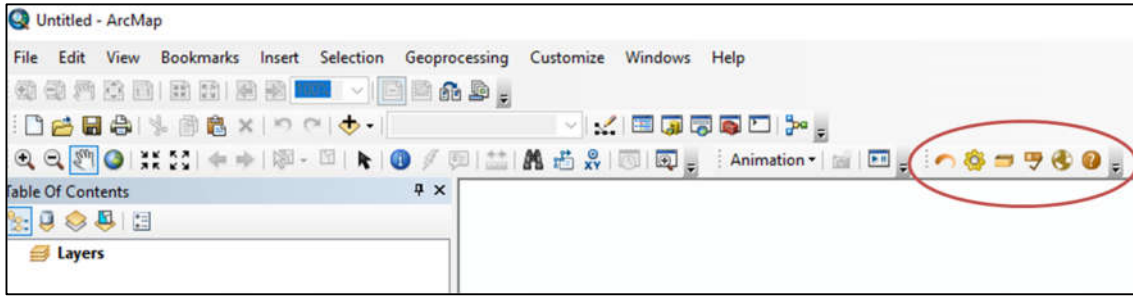 Untitled - ArcMap
File Edit View Bookmarks Insert Selection Geoprocessing Customize Windows Help
Animation
Table Of Contents
Layers